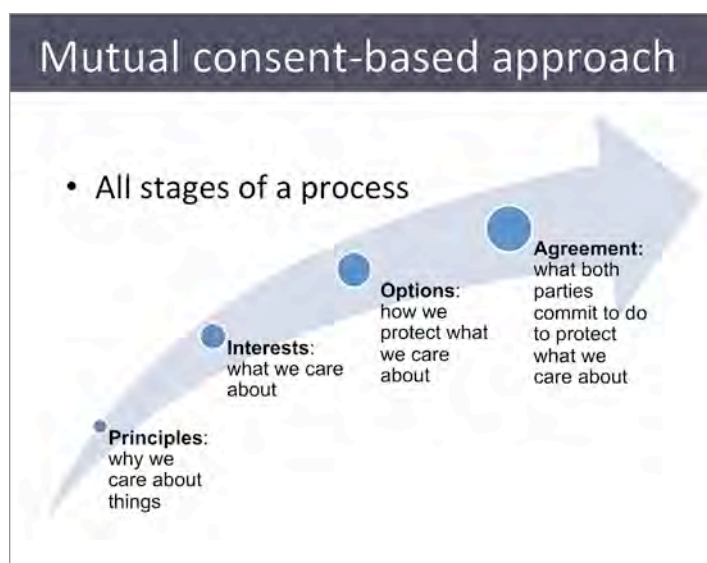 Mutual consent-based approach
• All stages of a process
Principles:
why we
care about
things
Interests:
what we care
about
Options:
how we
protect what
we care
about
Agreement:
what both
parties
commit to do
to protect
what we
care about